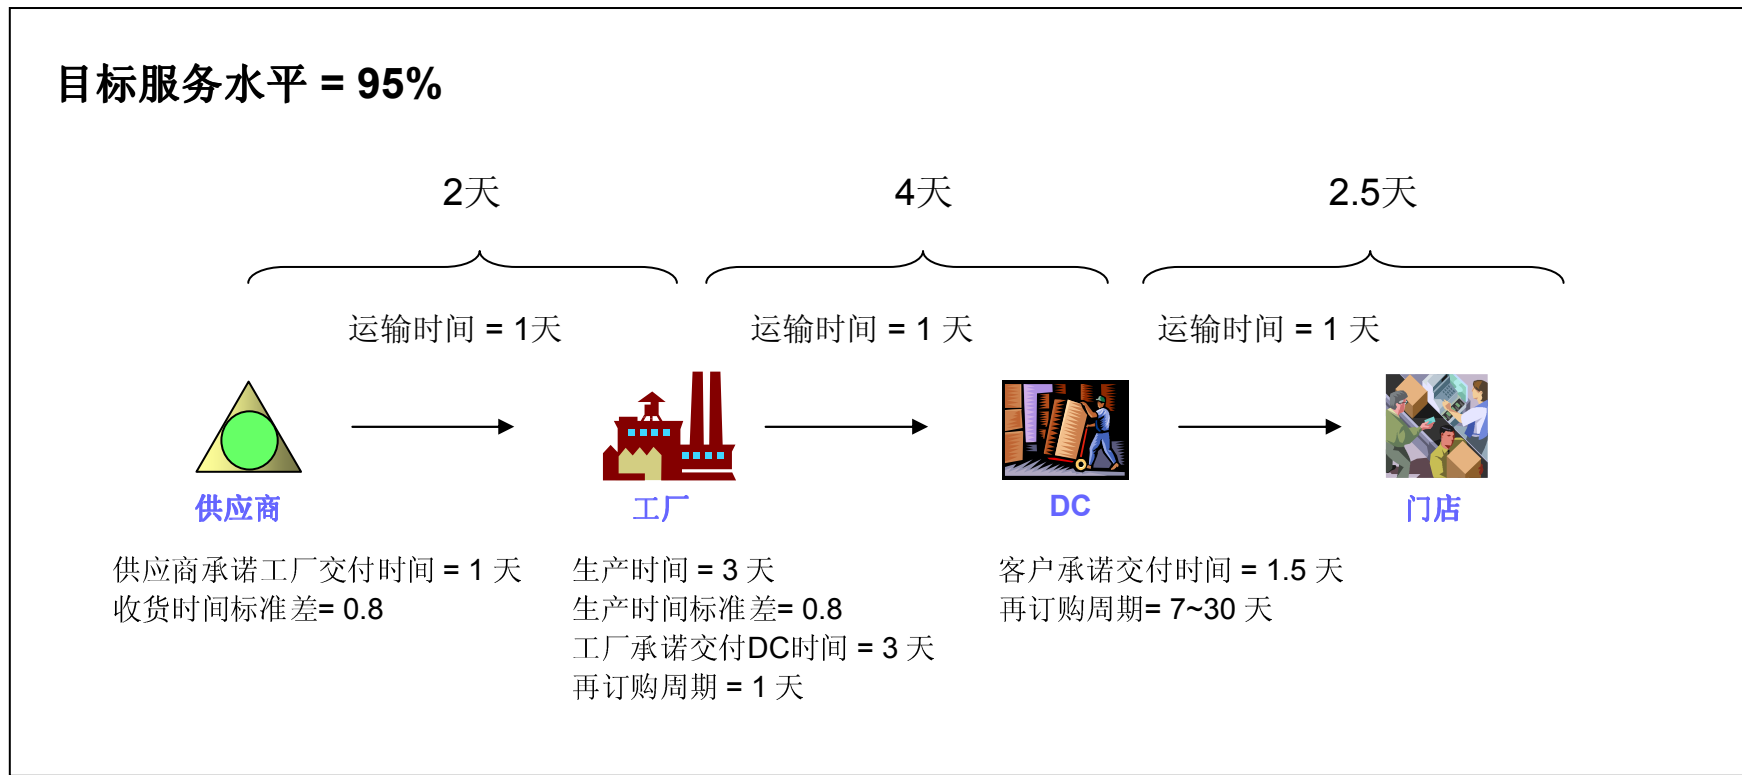 目标服务水平 = 95%
2天
4天
2.5天
运输时间 = 1天
运输时间 = 1 天
运输时间 = 1 天
供应商
工厂
DC
门店
供应商承诺工厂交付时间 = 1 天
收货时间标准差= 0.8
生产时间 = 3 天
生产时间标准差= 0.8
工厂承诺交付DC时间 = 3 天
再订购周期 = 1 天
客户承诺交付时间 = 1.5 天
再订购周期= 7~30 天